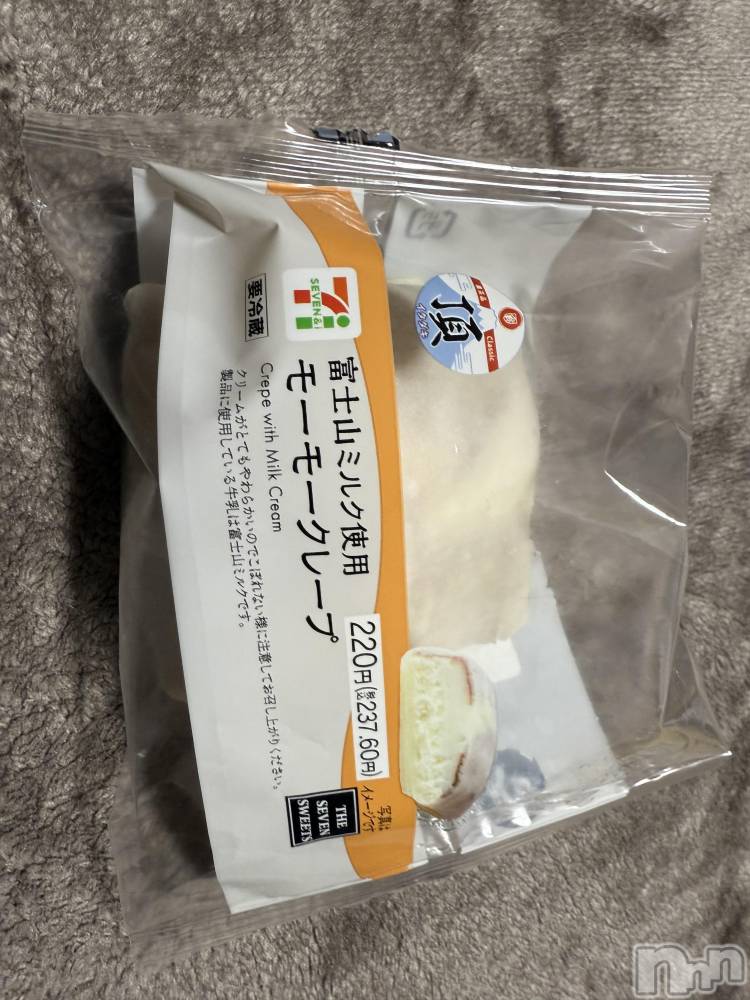 SEVEN&i
要冷蔵
富士山ミルク使用
モーモークレープ
Crepe with Milk Cream
クリームがとてもやわらかいのでこぼれない様に注意してお召し上がりください。
製品に使用している牛乳は富士山ミルクです。
220円(税込237.60円)
写真は
イメージです
THE
SEVEN
SWEETS
Classic
頂
イタダキ
nnn